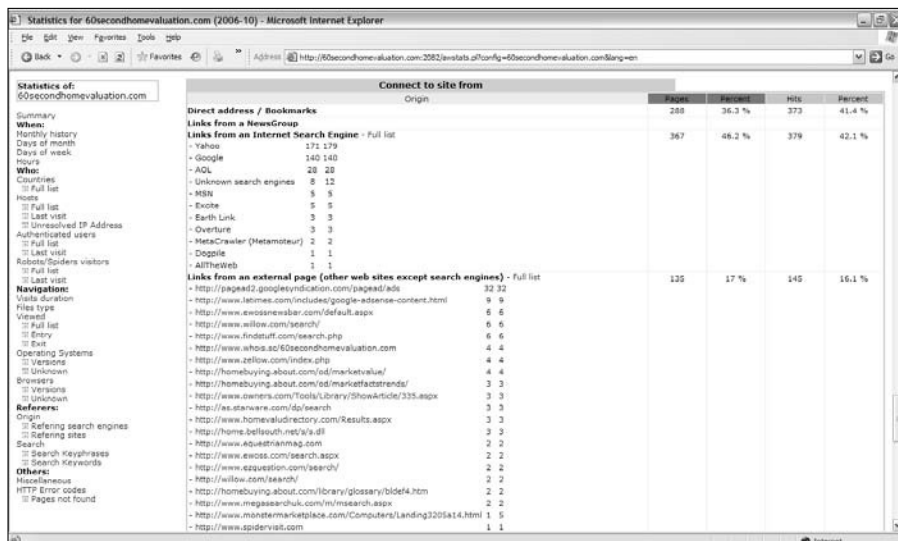 Statistics for 60secondhomevaluation.com (2006-10) - Microsoft Internet Explorer
File Edit View Favorites Tools Help
Back Favorites Address http://60secondhomevaluation.com:2082/awstats.pl?config=60secondhomevaluation.com&lang=en Go
Statistics of:
60secondhomevaluation.com
Summary
When:
Monthly history
Days of month
Days of week
Hours
Who:
Countries
Full list
Hosts
Full list
Last visit
Unresolved IP Address
Authenticated users
Full list
Last visit
Robots/Spiders visitors
Full list
Last visit
Navigation:
Visits duration
Files type
Viewed
Full list
Entry
Exit
Operating Systems
Versions
Unknown
Browsers
Versions
Unknown
Referers:
Origin
Refering search engines
Refering sites
Search
Search Keyphrases
Search Keywords
Others:
Miscellaneous
HTTP Error codes
Pages not found
Connect to site from
Origin Pages Percent Hits Percent
Direct address / Bookmarks 288 36.3 % 373 41.4 %
Links from a NewsGroup
Links from an Internet Search Engine - Full list 367 46.2 % 379 42.1 %
- Yahoo 171 179
- Google 140 140
- AOL 28 28
- Unknown search engines 8 12
- MSN 5 5
- Excite 5 5
- Earth Link 3 3
- Overture 3 3
- MetaCrawler (Metamoteur) 2 2
- Dogpile 1 1
- AllTheWeb 1 1
Links from an external page (other web sites except search engines) - Full list 135 17 % 145 16.1 %
- http://pagead2.googlesyndication.com/pagead/ads 32 32
- http://www.latimes.com/includes/google-adsense-content.html 9 9
- http://www.ewossnewsbar.com/default.aspx 6 6
- http://www.willow.com/search/ 6 6
- http://www.findstuff.com/search.php 6 6
- http://www.whois.sc/60secondhomevaluation.com 4 4
- http://www.zellow.com/index.php 4 4
- http://homebuying.about.com/od/marketvalue/ 4 4
- http://homebuying.about.com/od/marketfactstrends/ 3 3
- http://www.owners.com/Tools/Library/ShowArticle/335.aspx 3 3
- http://as.starware.com/dp/search 3 3
- http://www.homevaludirectory.com/Results.aspx 3 3
- http://home.bellsouth.net/s/s.dll 3 3
- http://www.equestrianmag.com 2 2
- http://www.ewoss.com/search.aspx 2 2
- http://www.ezquestion.com/search/ 2 2
- http://willow.com/search/ 2 2
- http://homebuying.about.com/library/glossary/bldef4.htm 2 2
- http://www.megasearchuk.com/m/msearch.aspx 2 2
- http://www.monstermarketplace.com/Computers/Landing3205a14.html 1 5
- http://www.spidervisit.com 1 1
Internet